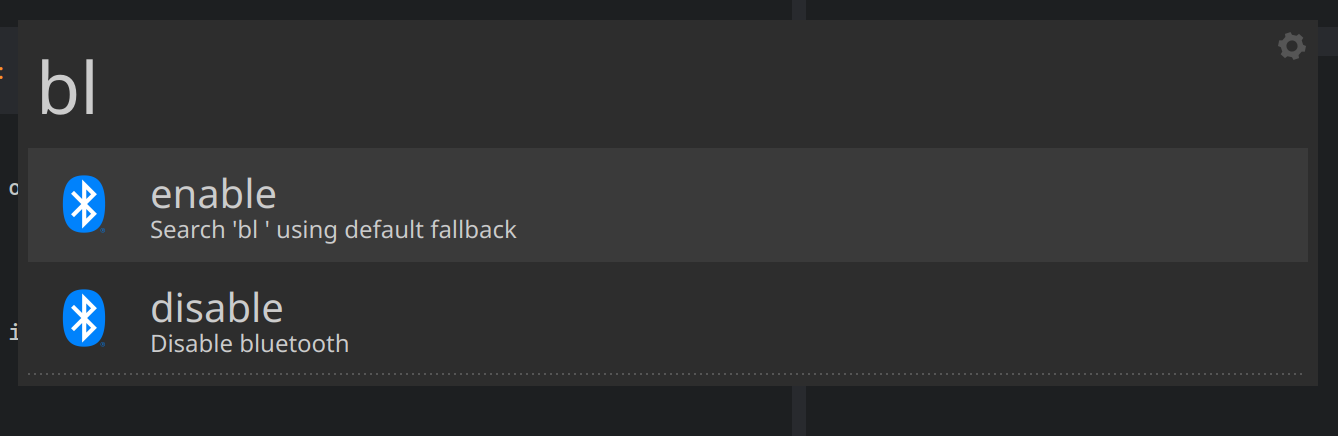 :
bl
enable
Search 'bl ' using default fallback
o
disable
Disable bluetooth
i